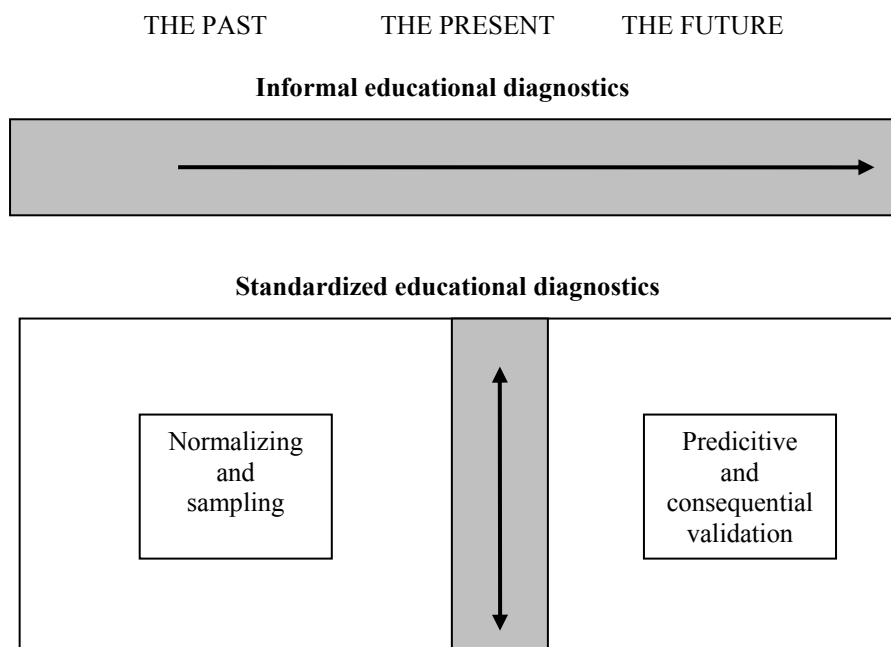 THE PAST THE PRESENT THE FUTURE
Informal educational diagnostics
Standardized educational diagnostics
Normalizing
and
sampling
Predicitive
and
consequential
validation